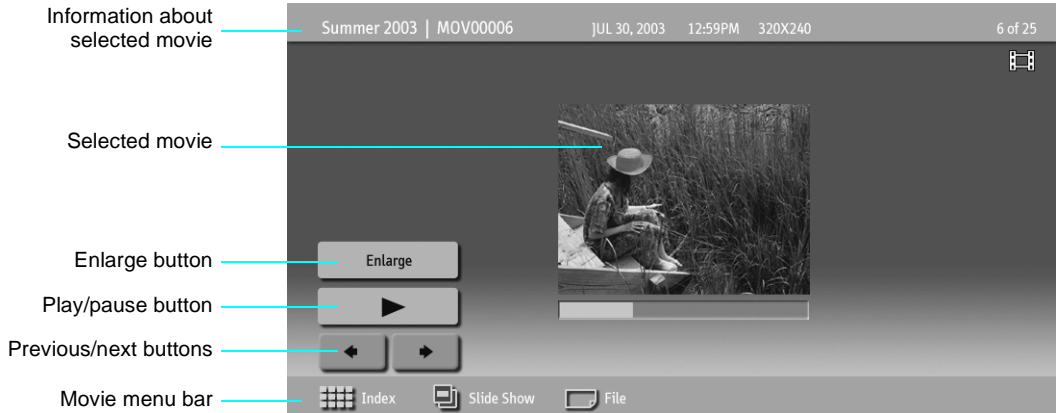 Information about
selected movie
Summer 2003 | MOV00006 JUL 30, 2003 12:59PM 320X240 6 of 25
Selected movie
Enlarge button
Enlarge
Play/pause button
Previous/next buttons
Movie menu bar
Index Slide Show File